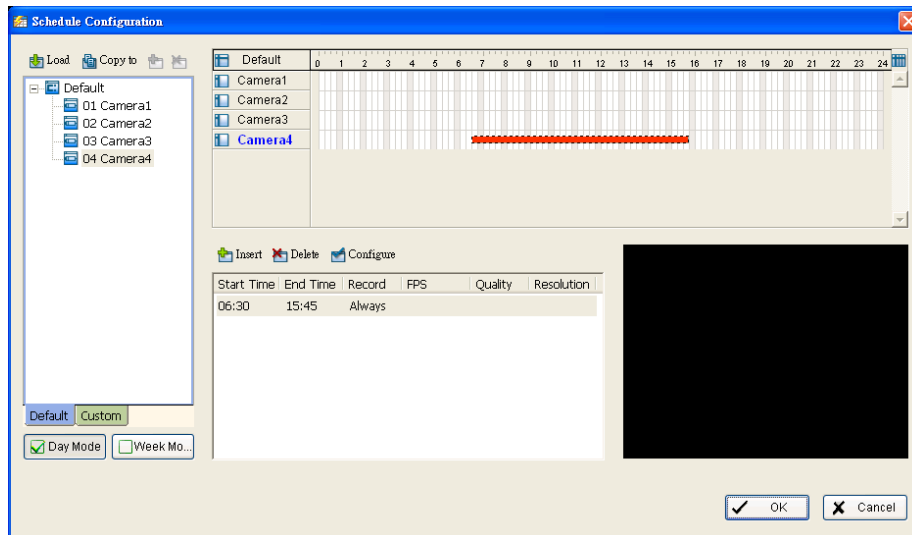 Schedule Configuration
Load Copy to
Default 0 1 2 3 4 5 6 7 8 9 10 11 12 13 14 15 16 17 18 19 20 21 22 23 24
Default
01 Camera1
02 Camera2
03 Camera3
04 Camera4
Camera1
Camera2
Camera3
Camera4
Insert Delete Configure
Start Time End Time Record FPS Quality Resolution
06:30 15:45 Always
Default Custom
Day Mode Week Mo...
OK Cancel